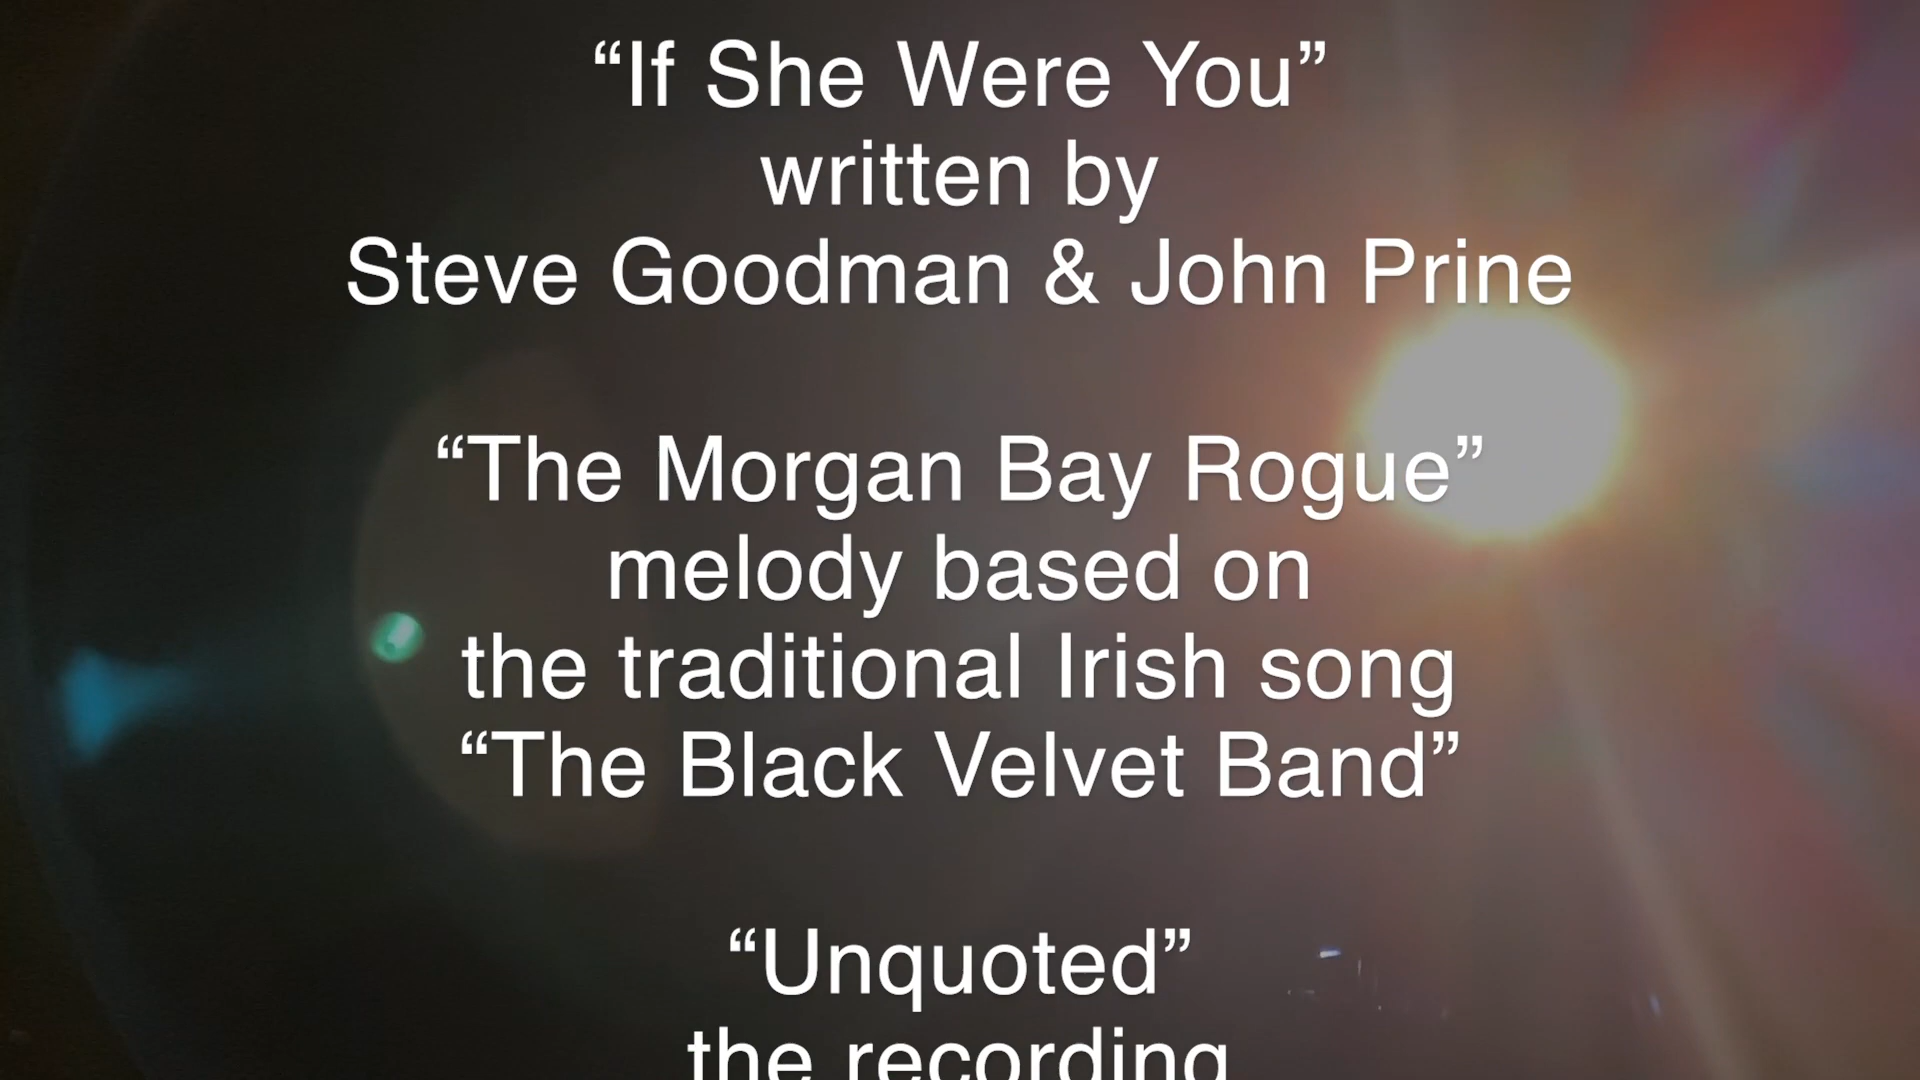 “If She Were You”
written by
Steve Goodman & John Prine
“The Morgan Bay Rogue”
melody based on
the traditional Irish song
“The Black Velvet Band”
“Unquoted”
the recording